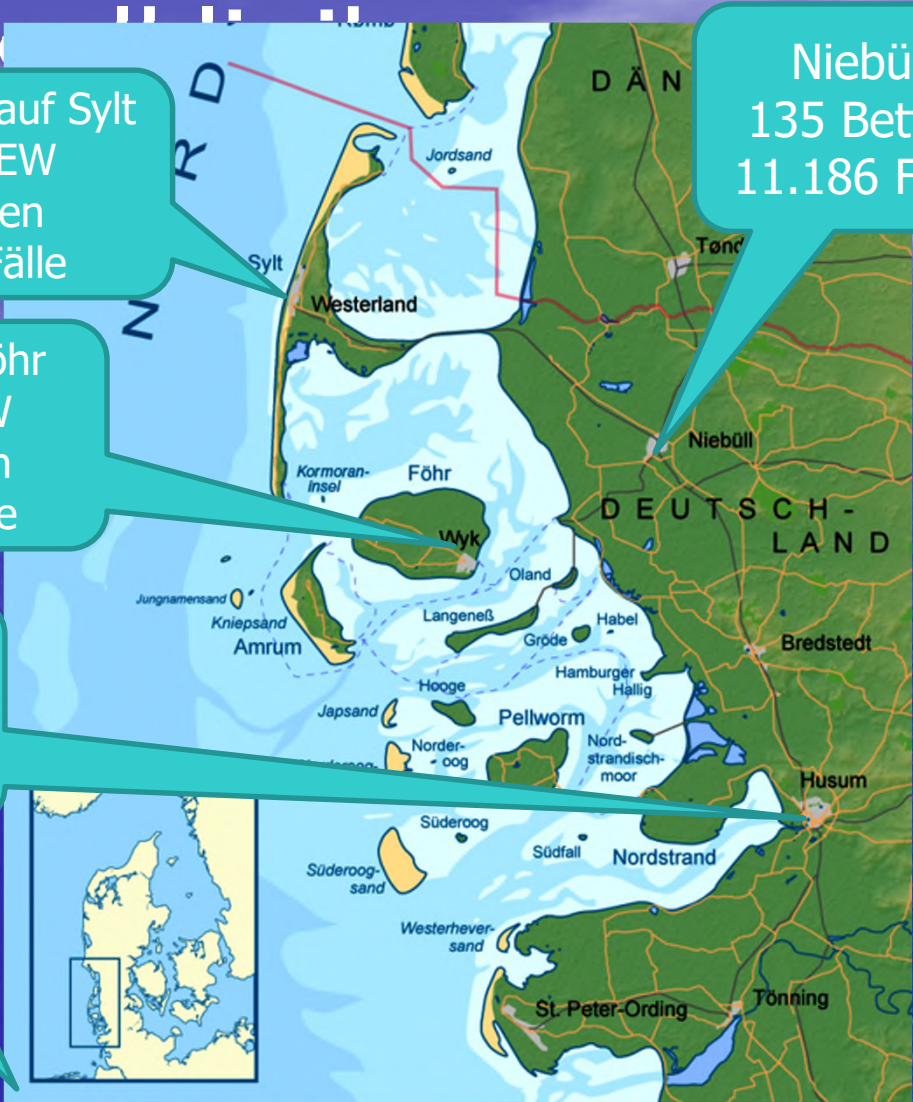 auf Sylt
EW
en
Fälle
Niebü
135 Bet
11.186 F
öhr
W
n
e
N
R D
DÄN
Jordsand
Tønd
Sylt
Westerland
Niebüll
Kormoran-
Insel
Föhr
DEUTSCH-
LAND
Wyk
Oland
Jungnamensand
Kniepsand
Langeneß
Habel
Gröde
Amrum
Bredstedt
Hamburger
Hallig
Hooge
Japsand
Pellworm
Norder-
oog
Nord-
strandisch-
moor
Husum
Süderoog
Südfall
Nordstrand
Süderoog-
sand
Westerhever-
sand
St. Peter-Ording
Tönning